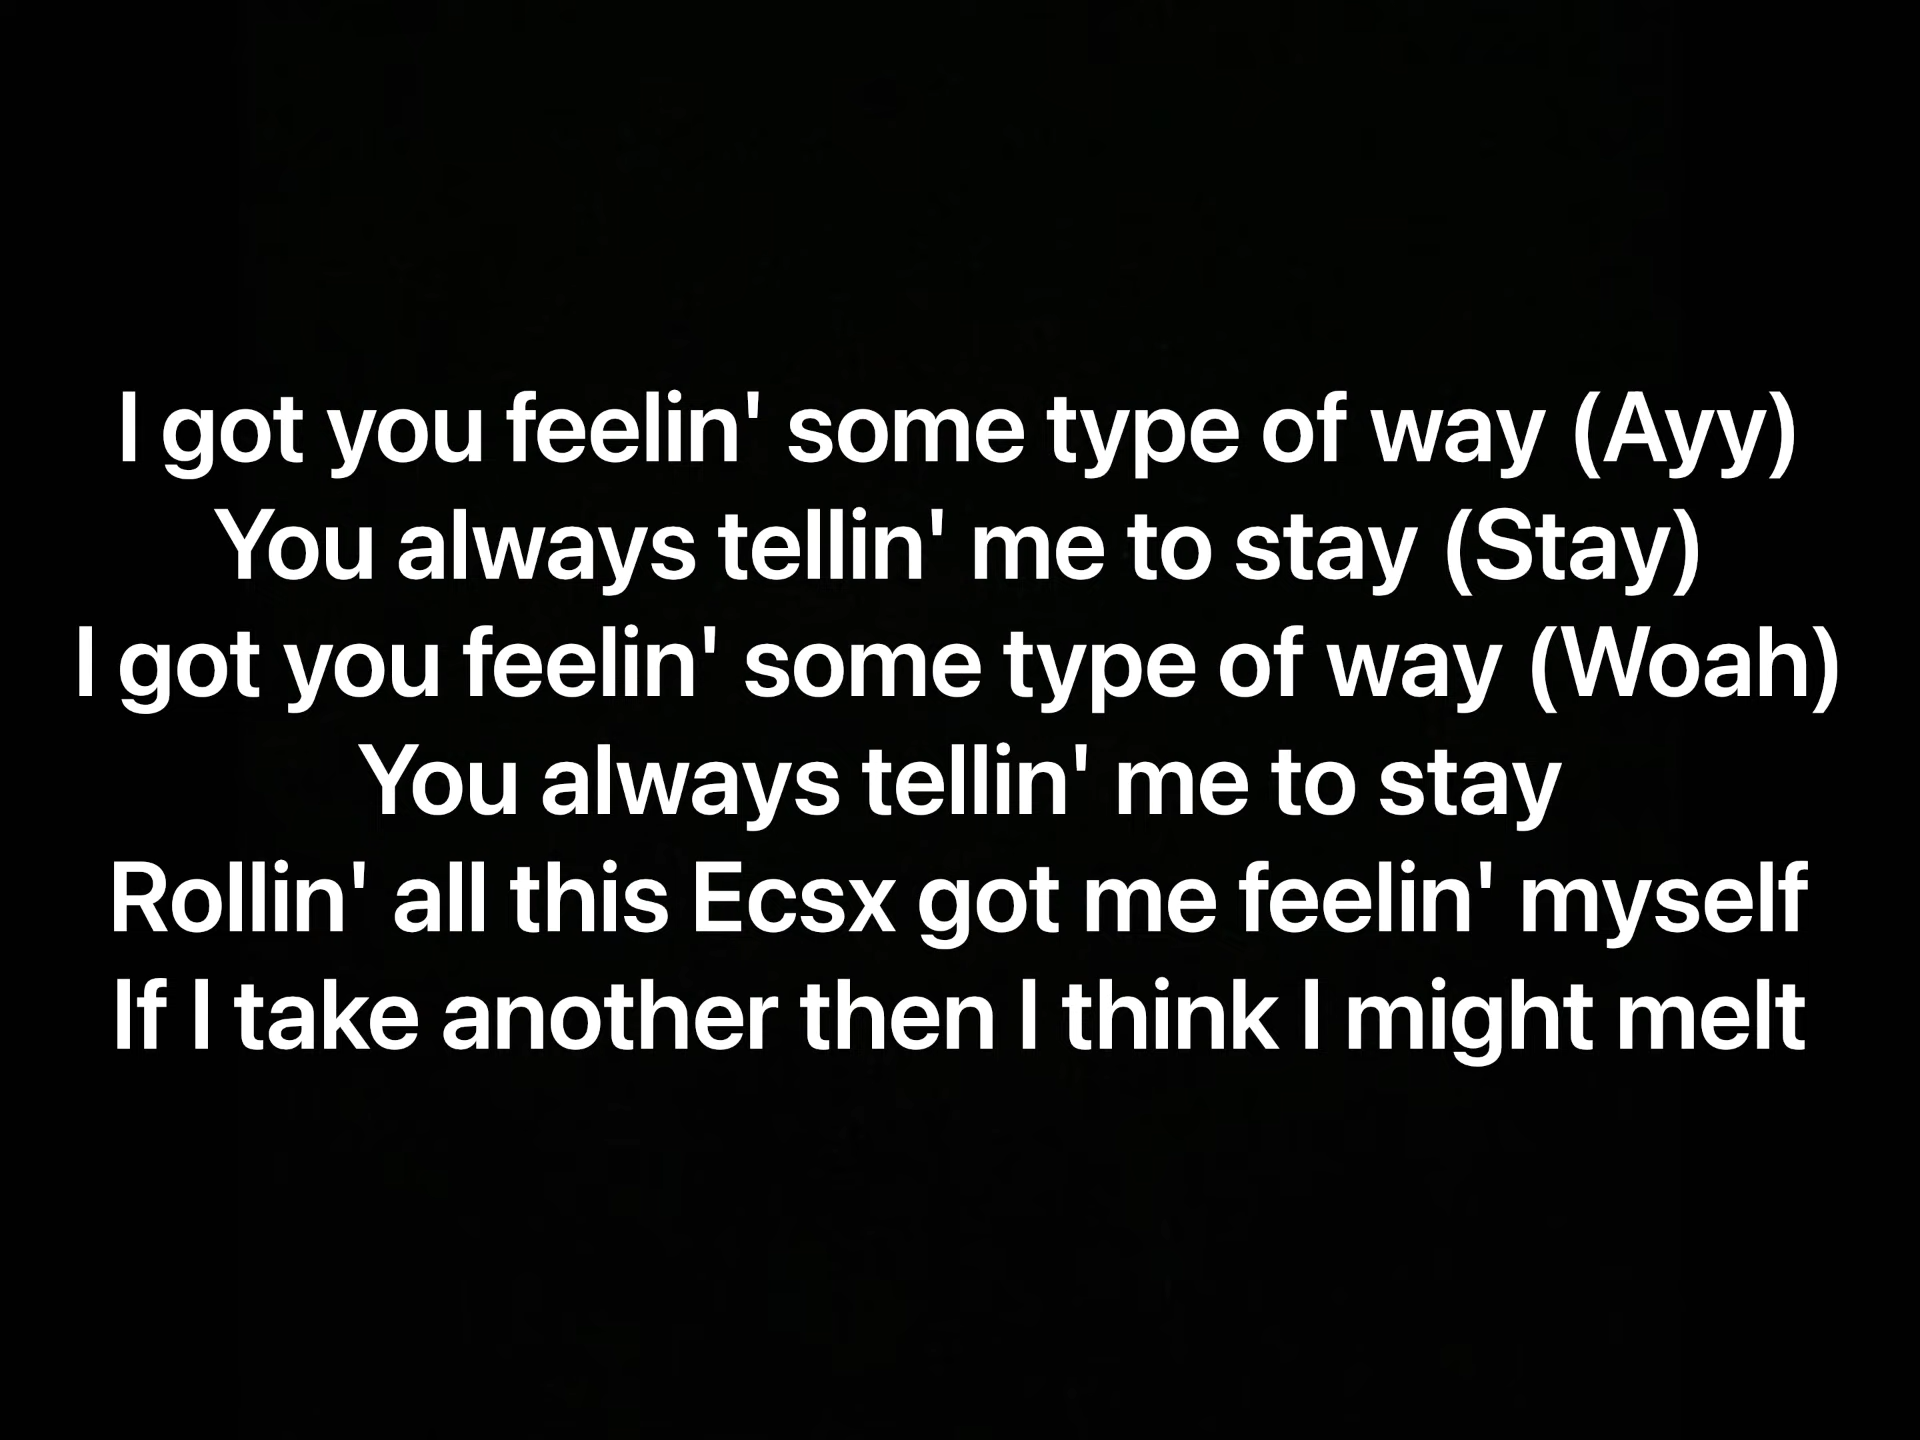 I got you feelin' some type of way (Ayy)
You always tellin' me to stay (Stay)
I got you feelin' some type of way (Woah)
You always tellin' me to stay
Rollin' all this Ecsx got me feelin' myself
If I take another then I think I might melt